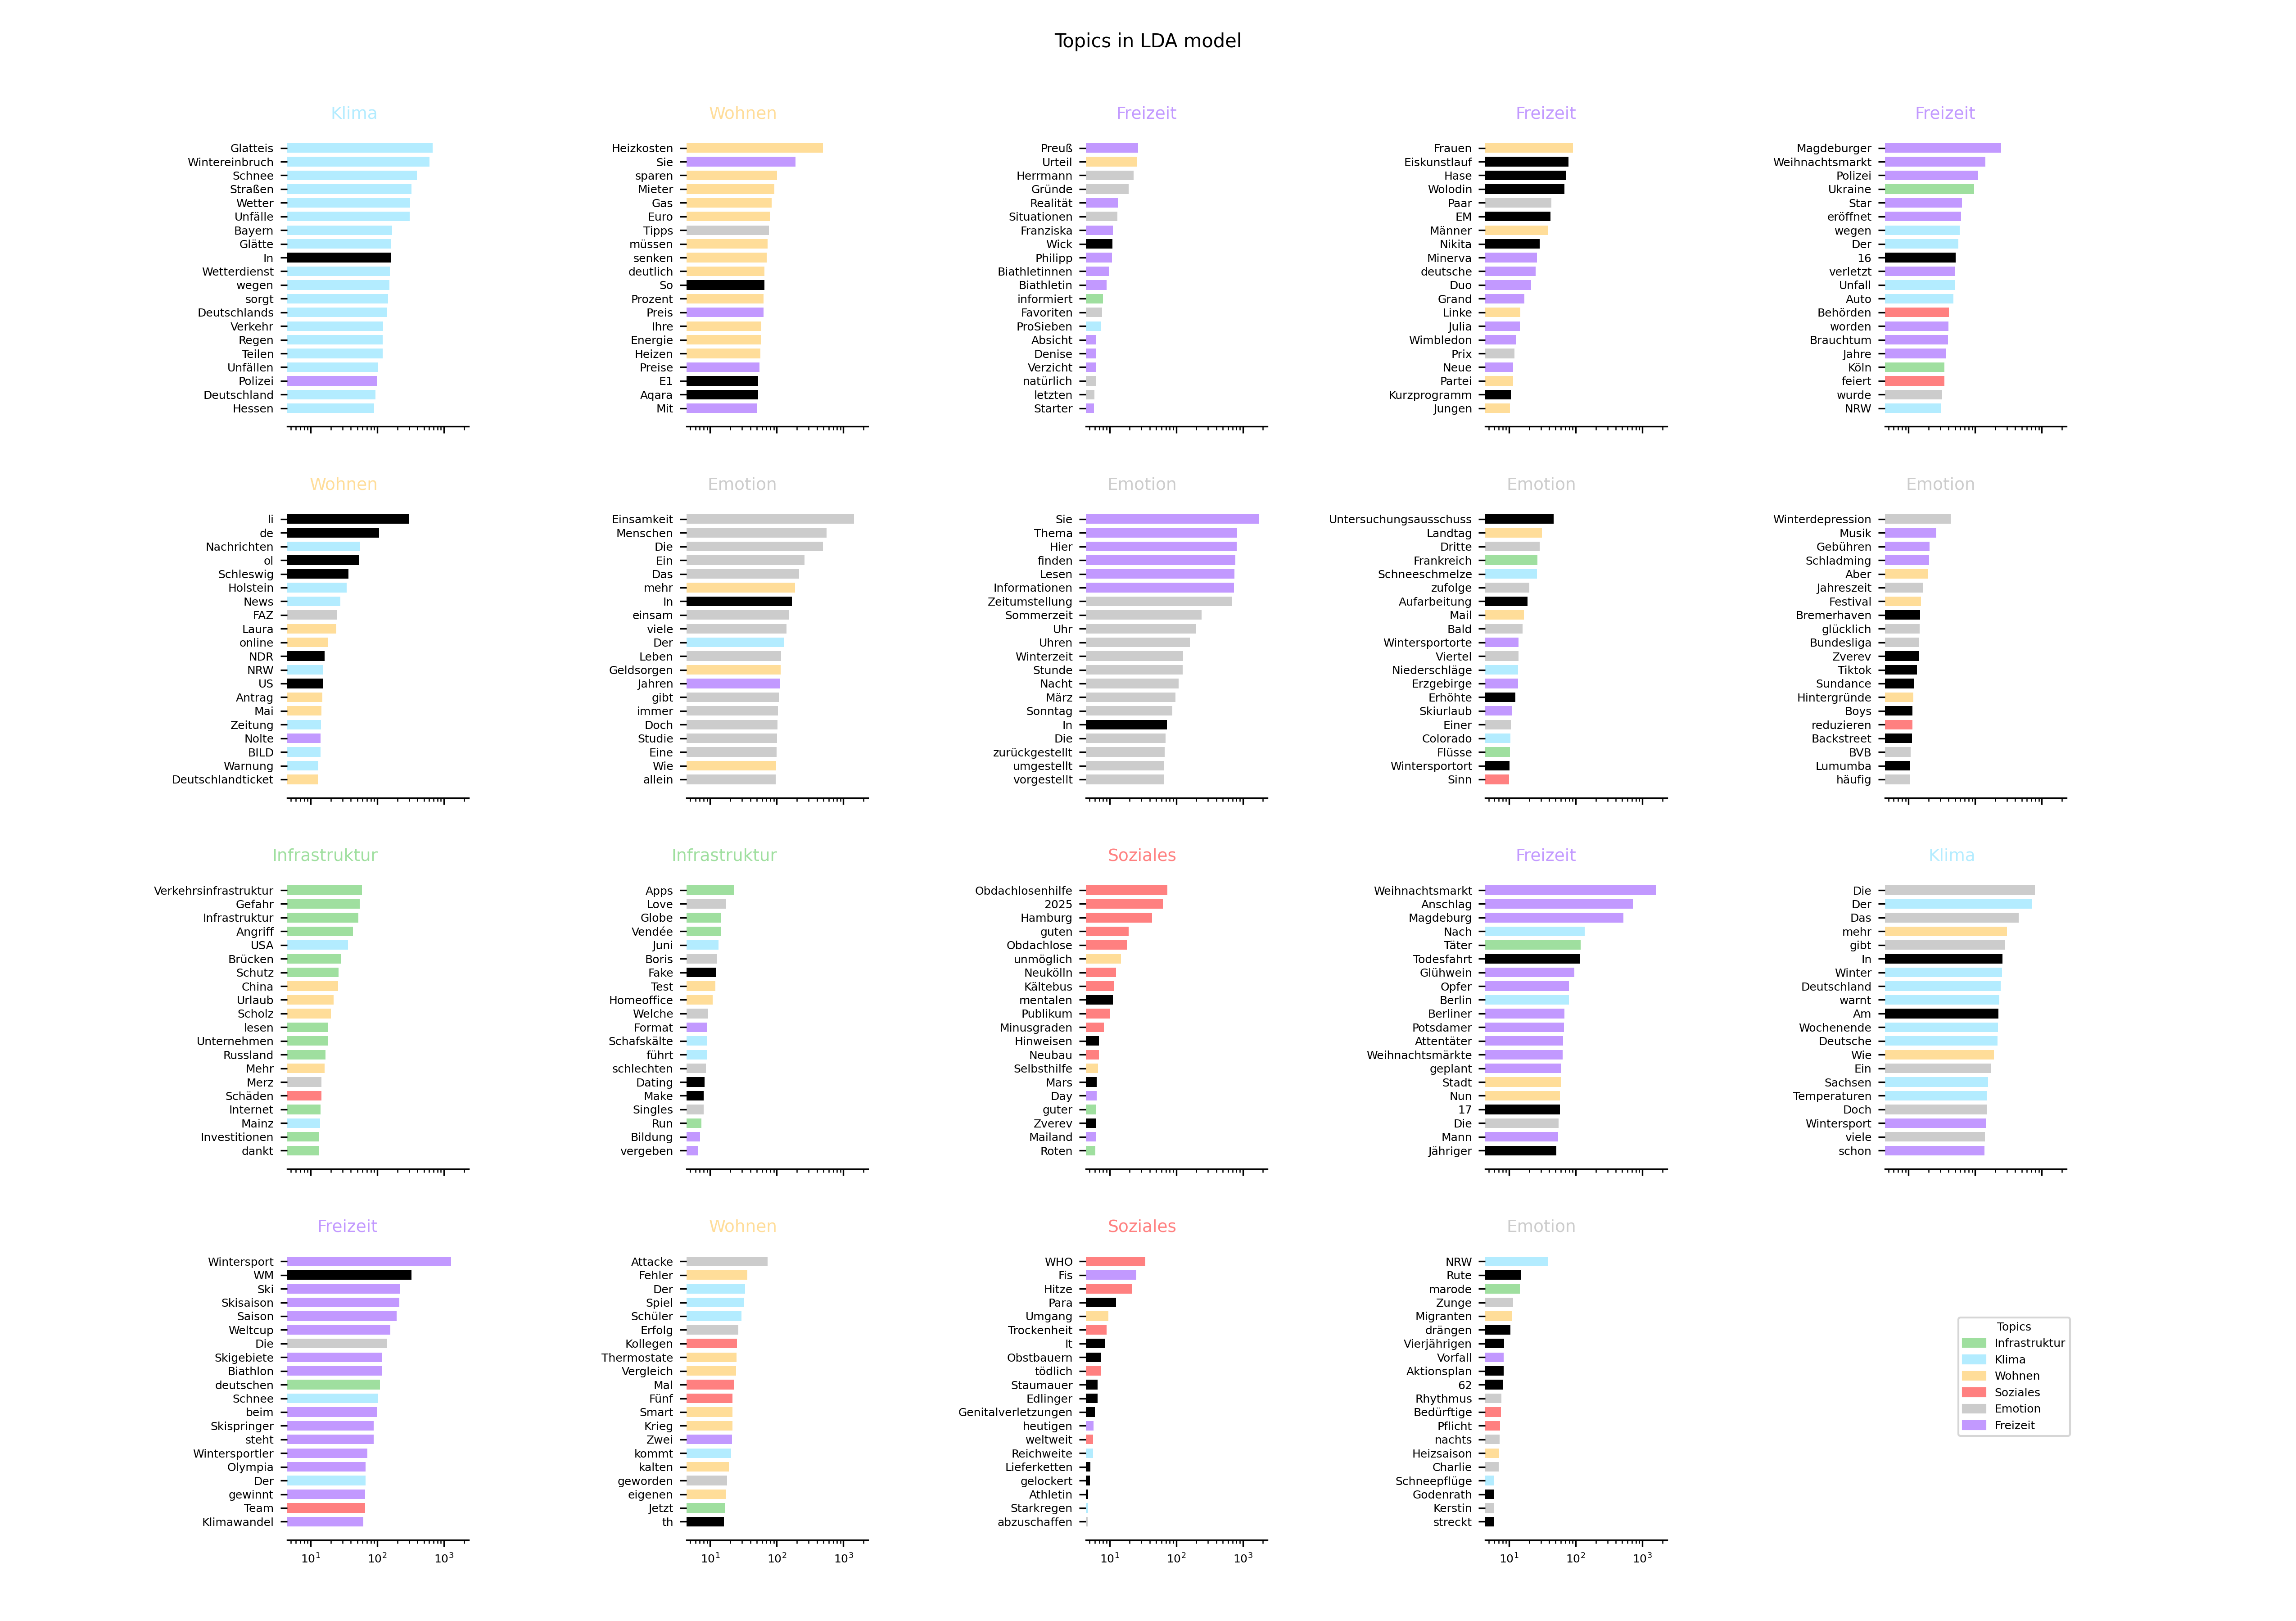 Topics in LDA model
Klima
Glatteis
Wintereinbruch
Schnee
Straßen
Wetter
Unfälle
Bayern
Glätte
In
Wetterdienst
wegen
sorgt
Deutschlands
Verkehr
Regen
Teilen
Unfällen
Polizei
Deutschland
Hessen
Wohnen
Heizkosten
Sie
sparen
Mieter
Gas
Euro
Tipps
müssen
senken
deutlich
So
Prozent
Preis
Ihre
Energie
Heizen
Preise
E1
Aqara
Mit
Freizeit
Preuß
Urteil
Herrmann
Gründe
Realität
Situationen
Franziska
Wick
Philipp
Biathletinnen
Biathletin
informiert
Favoriten
ProSieben
Absicht
Denise
Verzicht
natürlich
letzten
Starter
Freizeit
Frauen
Eiskunstlauf
Hase
Wolodin
Paar
EM
Männer
Nikita
Minerva
deutsche
Duo
Grand
Linke
Julia
Wimbledon
Prix
Neue
Partei
Kurzprogramm
Jungen
Freizeit
Magdeburger
Weihnachtsmarkt
Polizei
Ukraine
Star
eröffnet
wegen
Der
16
verletzt
Unfall
Auto
Behörden
worden
Brauchtum
Jahre
Köln
feiert
wurde
NRW
Wohnen
li
de
Nachrichten
ol
Schleswig
Holstein
News
FAZ
Laura
online
NDR
NRW
US
Antrag
Mai
Zeitung
Nolte
BILD
Warnung
Deutschlandticket
Emotion
Einsamkeit
Menschen
Die
Ein
Das
mehr
In
einsam
viele
Der
Leben
Geldsorgen
Jahren
gibt
immer
Doch
Studie
Eine
Wie
allein
Emotion
Sie
Thema
Hier
finden
Lesen
Informationen
Zeitumstellung
Sommerzeit
Uhr
Uhren
Winterzeit
Stunde
Nacht
März
Sonntag
In
Die
zurückgestellt
umgestellt
vorgestellt
Emotion
Untersuchungsausschuss
Landtag
Dritte
Frankreich
Schneeschmelze
zufolge
Aufarbeitung
Mail
Bald
Wintersportorte
Viertel
Niederschläge
Erzgebirge
Erhöhte
Skiurlaub
Einer
Colorado
Flüsse
Wintersportort
Sinn
Emotion
Winterdepression
Musik
Gebühren
Schladming
Aber
Jahreszeit
Festival
Bremerhaven
glücklich
Bundesliga
Zverev
Tiktok
Sundance
Hintergründe
Boys
reduzieren
Backstreet
BVB
Lumumba
häufig
Infrastruktur
Verkehrsinfrastruktur
Gefahr
Infrastruktur
Angriff
USA
Brücken
Schutz
China
Urlaub
Scholz
lesen
Unternehmen
Russland
Mehr
Merz
Schäden
Internet
Mainz
Investitionen
dankt
Infrastruktur
Apps
Love
Globe
Vendée
Juni
Boris
Fake
Test
Homeoffice
Welche
Format
Schafskälte
führt
schlechten
Dating
Make
Singles
Run
Bildung
vergeben
Soziales
Obdachlosenhilfe
2025
Hamburg
guten
Obdachlose
unmöglich
Neukölln
Kältebus
mentalen
Publikum
Minusgraden
Hinweisen
Neubau
Selbsthilfe
Mars
Day
guter
Zverev
Mailand
Roten
Freizeit
Weihnachtsmarkt
Anschlag
Magdeburg
Nach
Täter
Todesfahrt
Glühwein
Opfer
Berlin
Berliner
Potsdamer
Attentäter
Weihnachtsmärkte
geplant
Stadt
Nun
17
Die
Mann
Jähriger
Klima
Die
Der
Das
mehr
gibt
In
Winter
Deutschland
warnt
Am
Wochenende
Deutsche
Wie
Ein
Sachsen
Temperaturen
Doch
Wintersport
viele
schon
Freizeit
Wintersport
WM
Ski
Skisaison
Saison
Weltcup
Die
Skigebiete
Biathlon
deutschen
Schnee
beim
Skispringer
steht
Wintersportler
Olympia
Der
gewinnt
Team
Klimawandel
10¹ 10² 10³
Wohnen
Attacke
Fehler
Der
Spiel
Schüler
Erfolg
Kollegen
Thermostate
Vergleich
Mal
Fünf
Smart
Krieg
Zwei
kommt
kalten
geworden
eigenen
Jetzt
th
10¹ 10² 10³
Soziales
WHO
Fis
Hitze
Para
Umgang
Trockenheit
It
Obstbauern
tödlich
Staumauer
Edlinger
Genitalverletzungen
heutigen
weltweit
Reichweite
Lieferketten
gelockert
Athletin
Starkregen
abzuschaffen
10¹ 10² 10³
Emotion
NRW
Rute
marode
Zunge
Migranten
drängen
Vierjährigen
Vorfall
Aktionsplan
62
Rhythmus
Bedürftige
Pflicht
nachts
Heizsaison
Charlie
Schneepflüge
Godenrath
Kerstin
streckt
10¹ 10² 10³
Topics
Infrastruktur
Klima
Wohnen
Soziales
Emotion
Freizeit